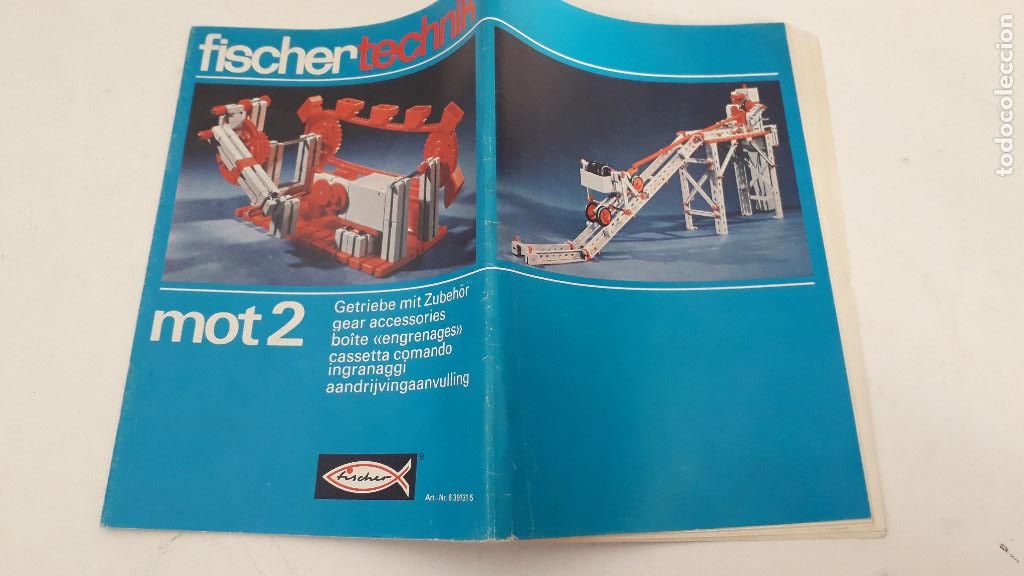 fischertechnik
mot 2
Getriebe mit Zubehör
gear accessories
boîte «engrenages»
cassetta comando
ingranaggi
aandrijvingaanvulling
fischer®
Art.-Nr. 6 39131 5
todocoleccion